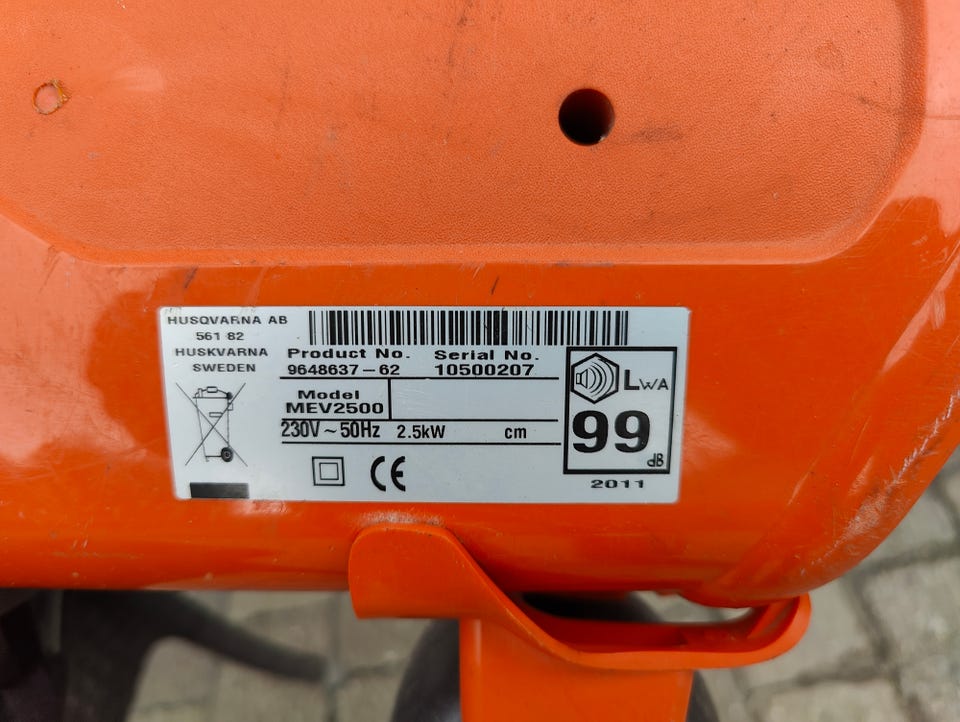 HUSQVARNA AB
561 82
HUSKVARNA
SWEDEN
Product No. Serial No.
9648637-62 10500207
Model
MEV2500
230V ~ 50Hz 2.5kW cm
CE
LWA
99
dB
2011